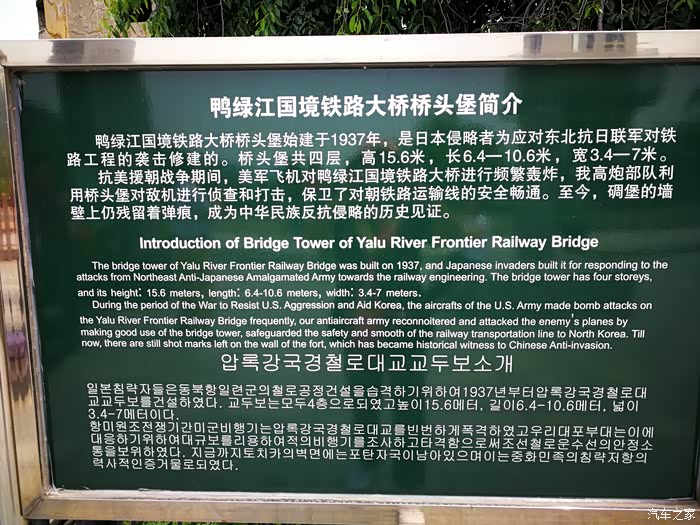 鸭绿江国境铁路大桥桥头堡简介
鸭绿江国境铁路大桥桥头堡始建于1937年，是日本侵略者为应对东北抗日联军对铁
路工程的袭击修建的。桥头堡共四层，高15.6米，长6.4—10.6米，宽3.4—7米。
抗美援朝战争期间，美军飞机对鸭绿江国境铁路大桥进行频繁轰炸，我高炮部队利
用桥头堡对敌机进行侦查和打击，保卫了对朝铁路运输线的安全畅通。至今，碉堡的墙
壁上仍残留着弹痕，成为中华民族反抗侵略的历史见证。
Introduction of Bridge Tower of Yalu River Frontier Railway Bridge
The bridge tower of Yalu River Frontier Railway Bridge was built on 1937, and Japanese invaders built it for responding to the
attacks from Northeast Anti-Japanese Amalgamated Army towards the railway engineering. The bridge tower has four storeys,
and its height: 15.6 meters, length: 6.4-10.6 meters, width: 3.4-7 meters.
During the period of the War to Resist U.S. Aggression and Aid Korea, the aircrafts of the U.S. Army made bomb attacks on
the Yalu River Frontier Railway Bridge frequently, our antiaircraft army reconnoitered and attacked the enemy's planes by
making good use of the bridge tower, safeguarded the safety and smooth of the railway transportation line to North Korea. Till
now, there are still shot marks left on the wall of the fort, which has became historical witness to Chinese Anti-invasion.
압록강국경철로대교교두보소개
일본침략자들은동북항일련군의철로공정건설을습격하기위하여1937년부터압록강국경철로대
교교두보를건설하였다. 교두보는모두4층으로되였고높이15.6메터, 길이6.4-10.6메터, 넓이
3.4-7메터이다.
항미원조전쟁기간미군비행기는압록강국경철로대교를빈번하게폭격하였고우리대포부대는이에
대응하기위하여대규보를리용하여적의비행기를조사하고타격함으로써조선철로운수선의안정소
통을보위하였다. 지금까지토치카의벽면에는포탄자국이남아있으며이는중화민족의침략저항의
력사적인증거물로되였다.
汽车之家